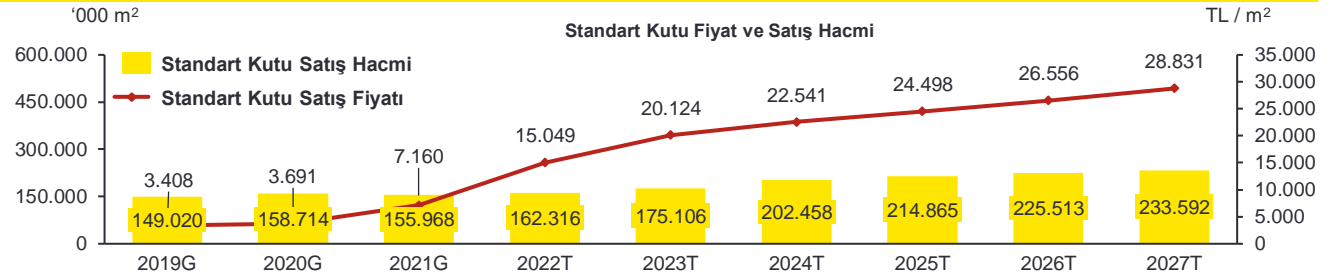 ‘000 m²
TL / m²
Standart Kutu Fiyat ve Satış Hacmi
600.000
450.000
300.000
150.000
0
35.000
30.000
25.000
20.000
15.000
10.000
5.000
0
Standart Kutu Satış Hacmi
Standart Kutu Satış Fiyatı
3.408
3.691
7.160
15.049
20.124
22.541
24.498
26.556
28.831
149.020
158.714
155.968
162.316
175.106
202.458
214.865
225.513
233.592
2019G
2020G
2021G
2022T
2023T
2024T
2025T
2026T
2027T